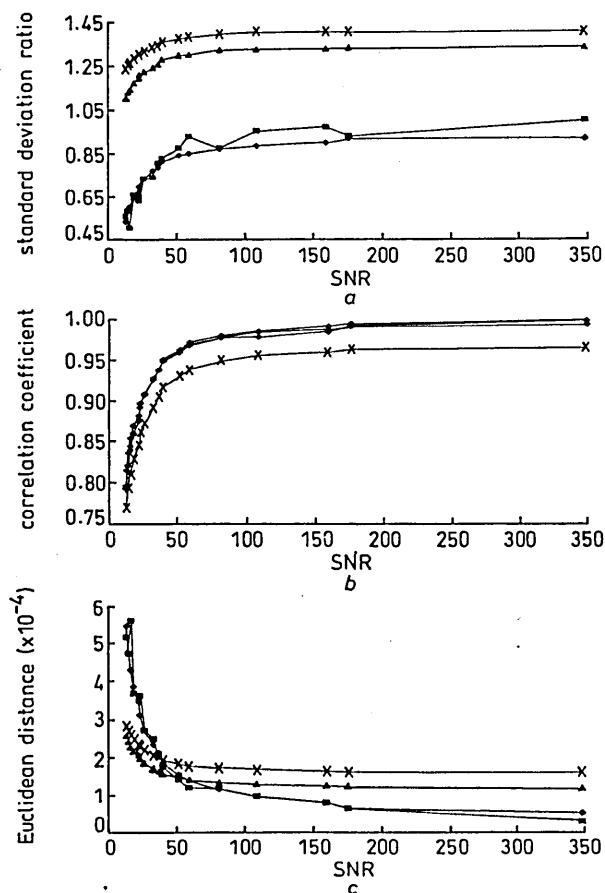 standard deviation ratio
1.45
1.25
1.05
0.85
0.65
0.45
0 50 100 150 200 250 300 350
SNR
a
correlation coefficient
1.00
0.95
0.90
0.85
0.80
0.75
0 50 100 150 200 250 300 350
SNR
b
Euclidean distance (x10⁻⁴)
6
5
4
3
2
1
0
0 50 100 150 200 250 300 350
SNR
c